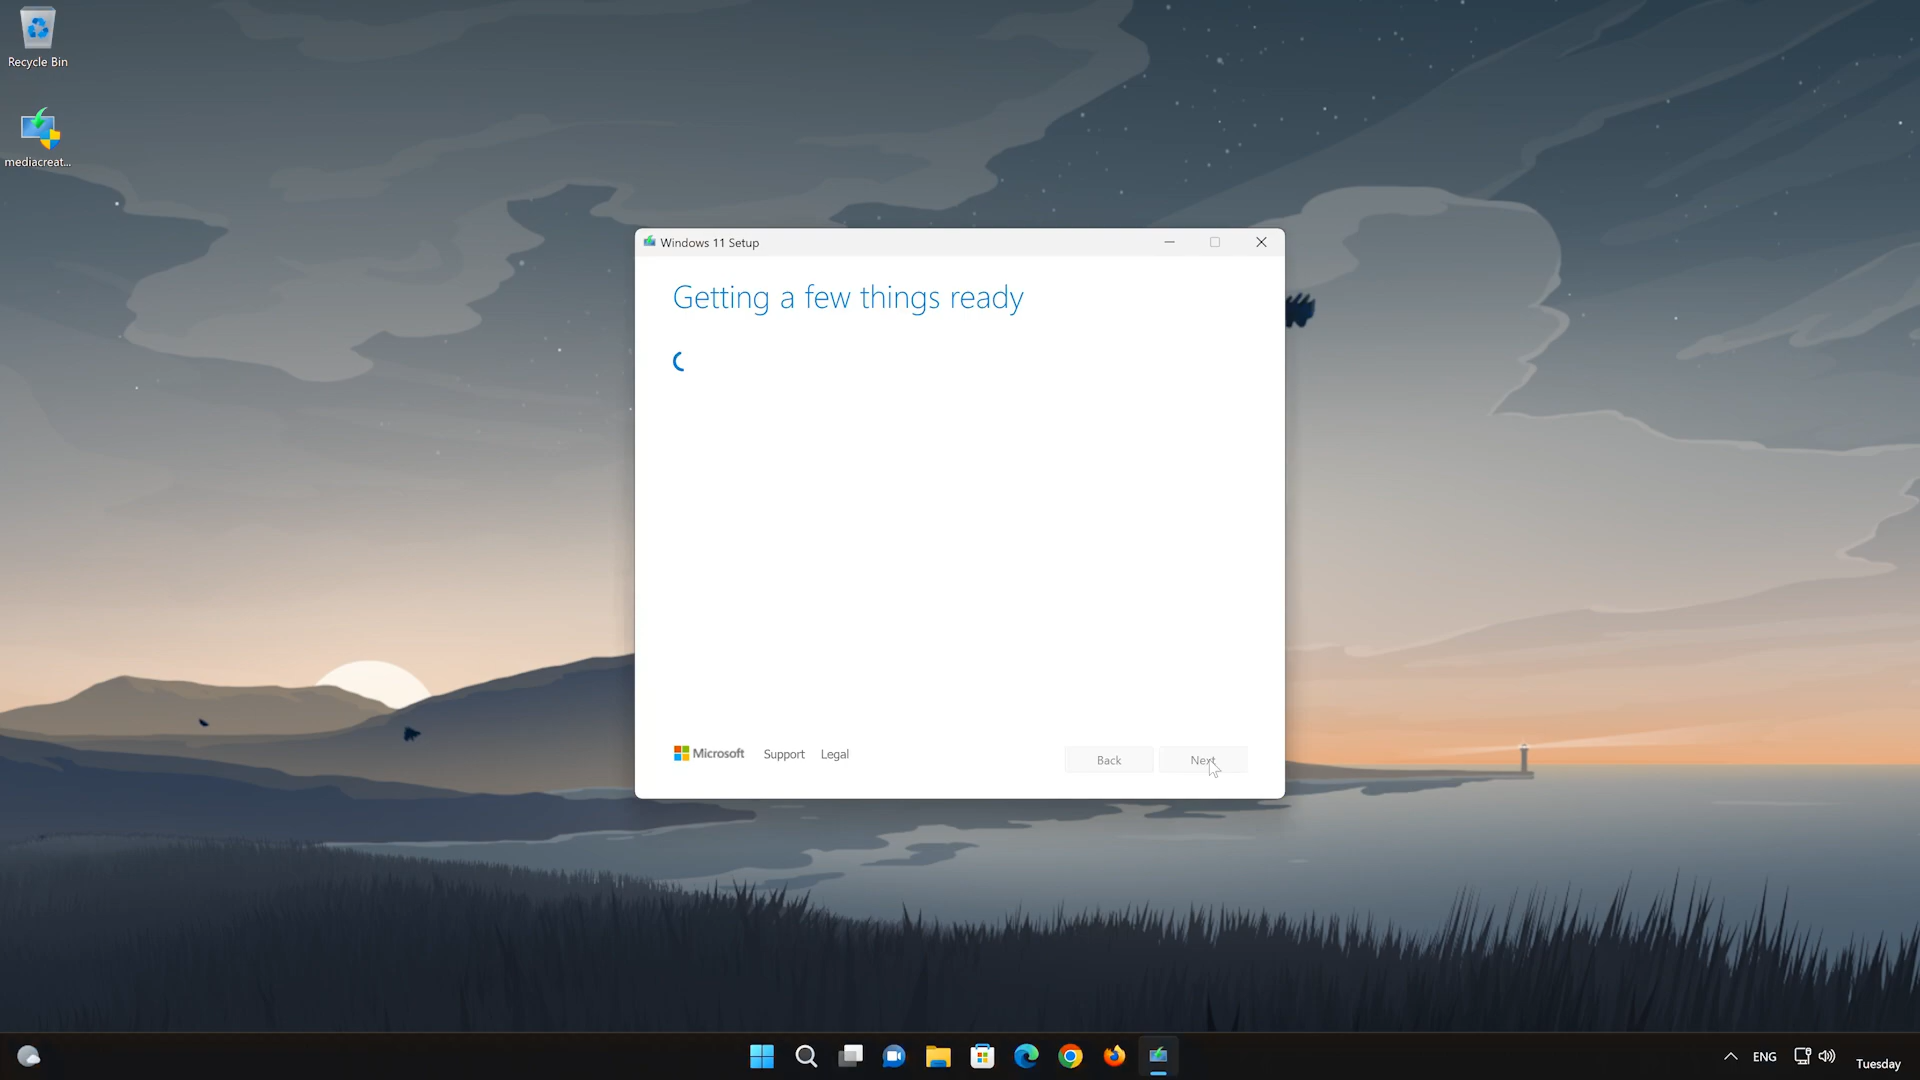 Recycle Bin
mediacreat...
Windows 11 Setup
Getting a few things ready
Microsoft
Support
Legal
Back
Next
ENG
Tuesday